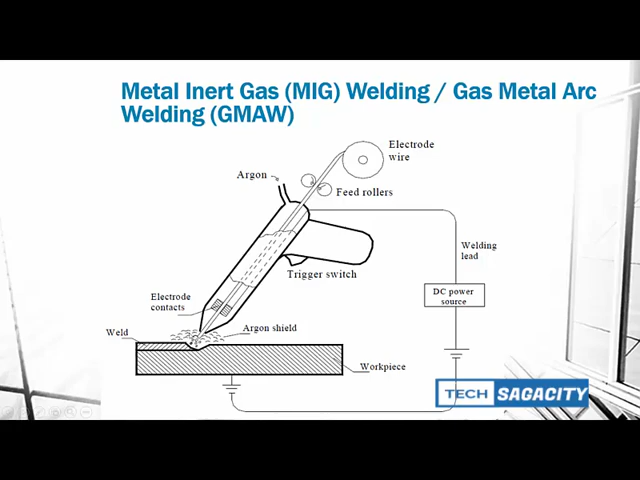 Metal Inert Gas (MIG) Welding / Gas Metal Arc
Welding (GMAW)
Electrode
wire
Argon
Feed rollers
Welding
lead
Trigger switch
DC power
source
Electrode
contacts
Argon shield
Weld
Workpiece
TECH SAGACITY